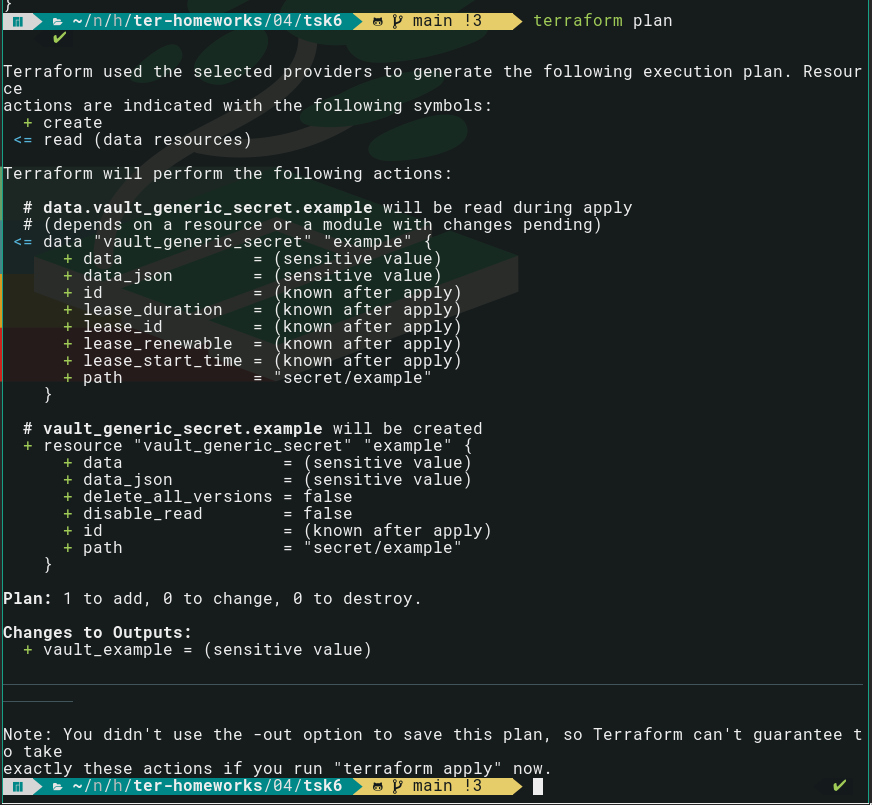 }
~/n/h/ter-homeworks/04/tsk6 main !3 terraform plan
✔
Terraform used the selected providers to generate the following execution plan. Resour
ce
actions are indicated with the following symbols:
  + create
 <= read (data resources)
Terraform will perform the following actions:
  # data.vault_generic_secret.example will be read during apply
  # (depends on a resource or a module with changes pending)
 <= data "vault_generic_secret" "example" {
      + data             = (sensitive value)
      + data_json        = (sensitive value)
      + id               = (known after apply)
      + lease_duration   = (known after apply)
      + lease_id         = (known after apply)
      + lease_renewable  = (known after apply)
      + lease_start_time = (known after apply)
      + path             = "secret/example"
    }
  # vault_generic_secret.example will be created
  + resource "vault_generic_secret" "example" {
      + data                = (sensitive value)
      + data_json           = (sensitive value)
      + delete_all_versions = false
      + disable_read        = false
      + id                  = (known after apply)
      + path                = "secret/example"
    }
Plan: 1 to add, 0 to change, 0 to destroy.
Changes to Outputs:
  + vault_example = (sensitive value)
Note: You didn't use the -out option to save this plan, so Terraform can't guarantee t
o take
exactly these actions if you run "terraform apply" now.
~/n/h/ter-homeworks/04/tsk6 main !3 ✔